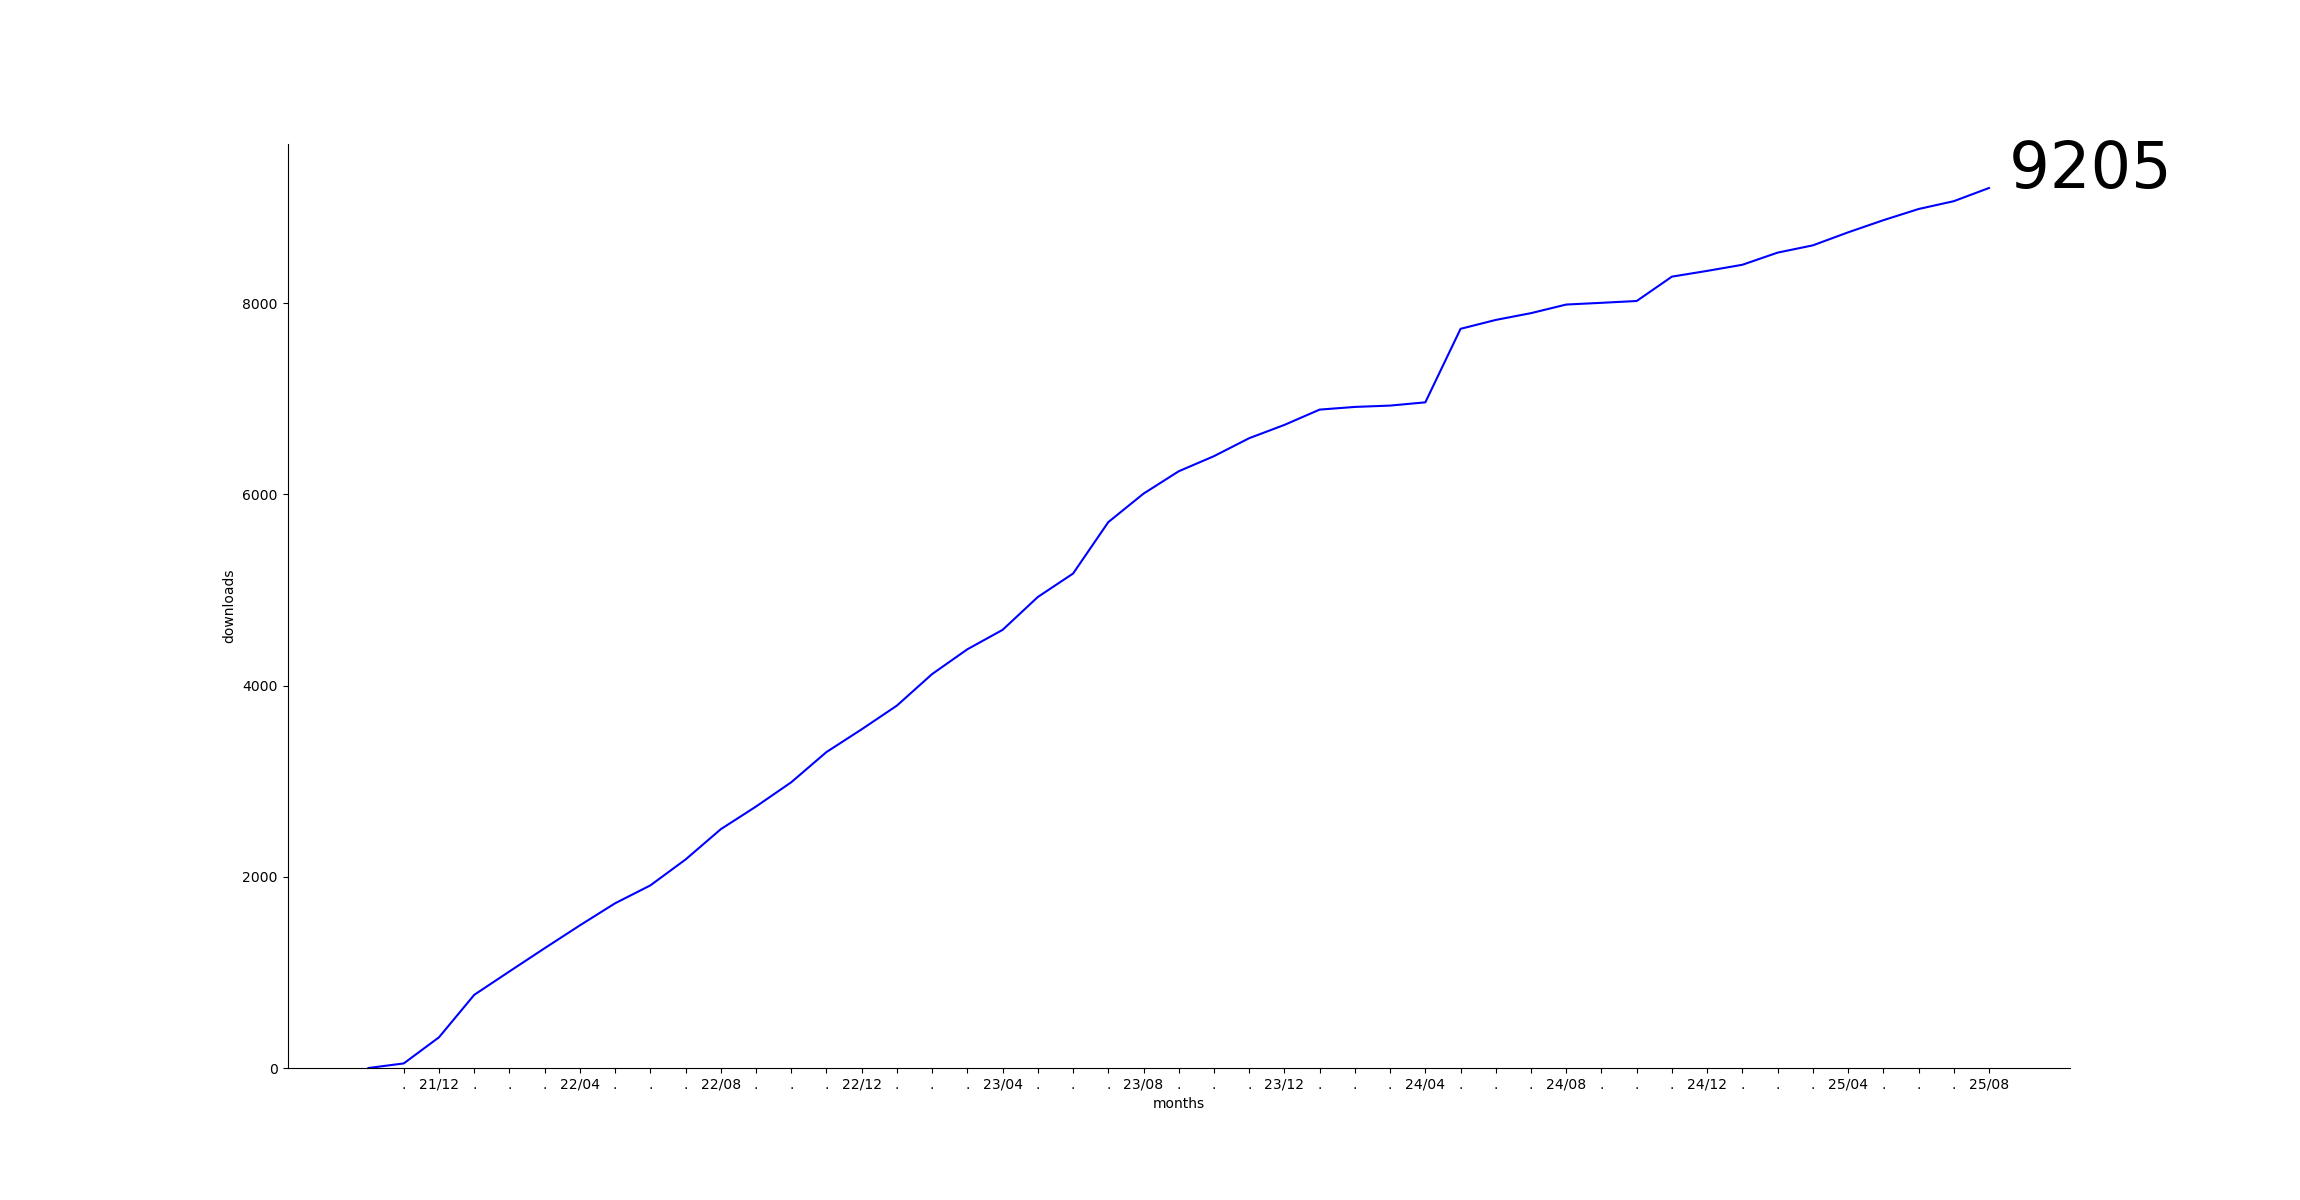 9205
8000
6000
4000
2000
0
downloads
. 21/12 . . . 22/04 . . . 22/08 . . . 22/12 . . . 23/04 . . . 23/08 . . . 23/12 . . . 24/04 . . . 24/08 . . . 24/12 . . . 25/04 . . . 25/08
months